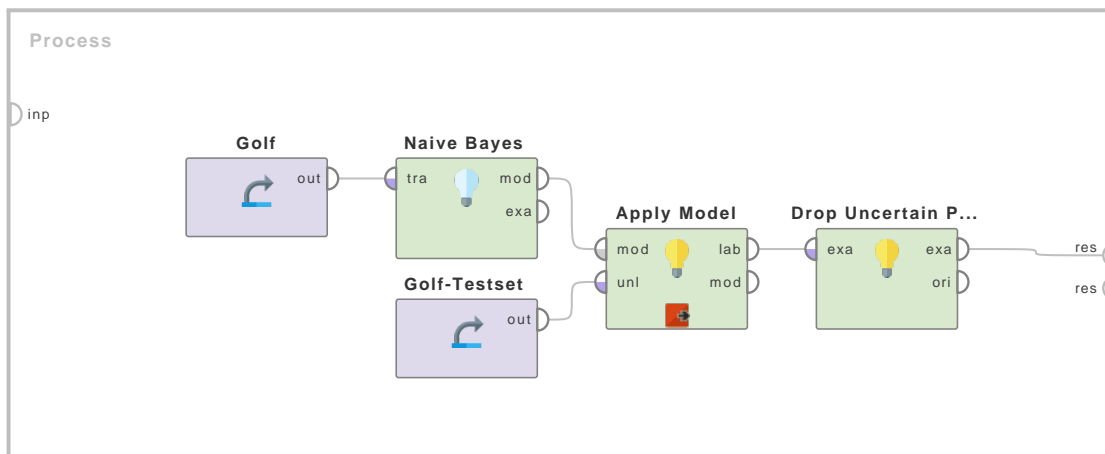 Process
inp
Golf
out
Naive Bayes
tra
mod
exa
Apply Model
mod
lab
unl
mod
Golf-Testset
out
Drop Uncertain P...
exa
exa
ori
res
res